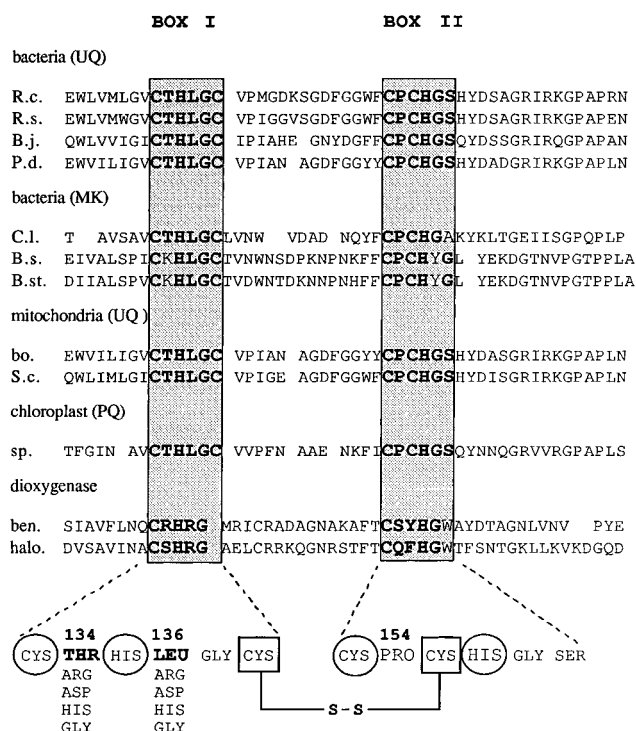 BOX I BOX II
bacteria (UQ)
R.c. EWLVMLGVCTHLGC VPMGDKSGDFGGWFCPCHGSHYDSAGRIRKGPAPRN
R.s. EWLVMWGVCTHLGC VPIGGVSGDFGGWFCPCHGSHYDSAGRIRKGPAPEN
B.j. QWLVVIGICTHLGC IPIAHE GNYDGFFCPCHGSQYDSSGRIRQGPAPAN
P.d. EWVILIGVCTHLGC VPIAN AGDFGGYYCPCHGSHYDADGRIRKGPAPLN
bacteria (MK)
C.l. T AVSAVCTHLGCLVNW VDAD NQYFCPCHGAKYKLTGEIISGPQPLP
B.s. EIVALSPICKHLGCTVNWNSDPKNPNKFFCPCHYGL YEKDGTNVPGTPPLA
B.st. DIIALSPVCKHLGCTVDWNTDKNNPNHFFCPCHYGL YEKDGTNVPGTPPLA
mitochondria (UQ )
bo. EWVILIGVCTHLGC VPIAN AGDFGGYYCPCHGSHYDASGRIRKGPAPLN
S.c. QWLIMLGICTHLGC VPIGE AGDFGGWFCPCHGSHYDISGRIRKGPAPLN
chloroplast (PQ)
sp. TFGINA AVCTHLGC VVPFN AAE NKFICPCHGSQYNNQGRVVRGPAPLS
dioxygenase
ben. SIAVFLNQCRHRG MRICRADAGNAKAFTCSYHGWAYDTAGNLVNV PYE
halo. DVSAVINACSHRG AELCRRKQGNRSTFTCQFHGWTFSNTGKLLKVKDGQD
134 136 154
CYS THR HIS LEU GLY CYS CYS PRO CYS HIS GLY SER
ARG ARG
ASP ASP
HIS HIS
GLY GLY
S-S